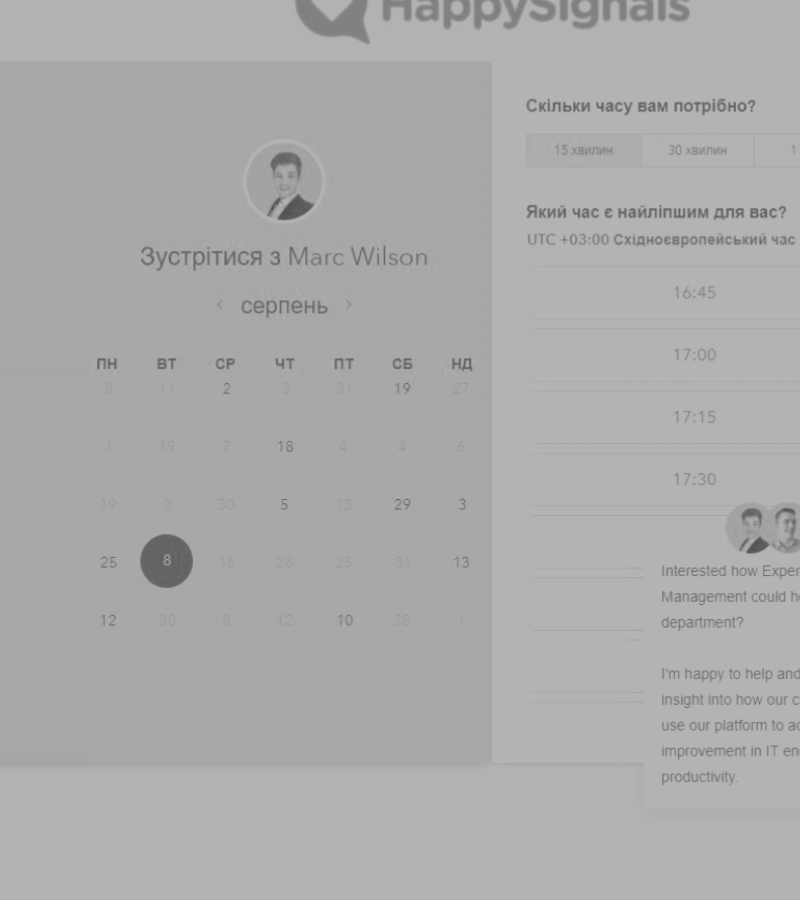 HappySignals
Зустрітися з Marc Wilson
серпень
ПН ВТ СР ЧТ ПТ СБ НД
8 11 2 3 31 19 27
1 19 7 18 4 4 6
19 3 30 5 13 29 3
25 8 16 28 25 31 13
12 30 8 12 10 28 1
Скільки часу вам потрібно?
15 хвилин 30 хвилин 1
Який час є найліпшим для вас?
UTC +03:00 Східноєвропейський час
16:45
17:00
17:15
17:30
Interested how Exper
Management could he
department?
I'm happy to help and
insight into how our c
use our platform to ac
improvement in IT en
productivity.